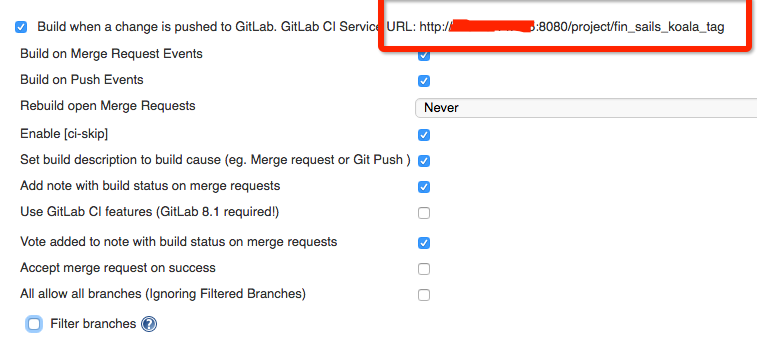 Build when a change is pushed to GitLab. GitLab CI Service URL: http:// :8080/project/fin_sails_koala_tag
Build on Merge Request Events
Build on Push Events
Rebuild open Merge Requests Never
Enable [ci-skip]
Set build description to build cause (eg. Merge request or Git Push )
Add note with build status on merge requests
Use GitLab CI features (GitLab 8.1 required!)
Vote added to note with build status on merge requests
Accept merge request on success
All allow all branches (Ignoring Filtered Branches)
Filter branches ?